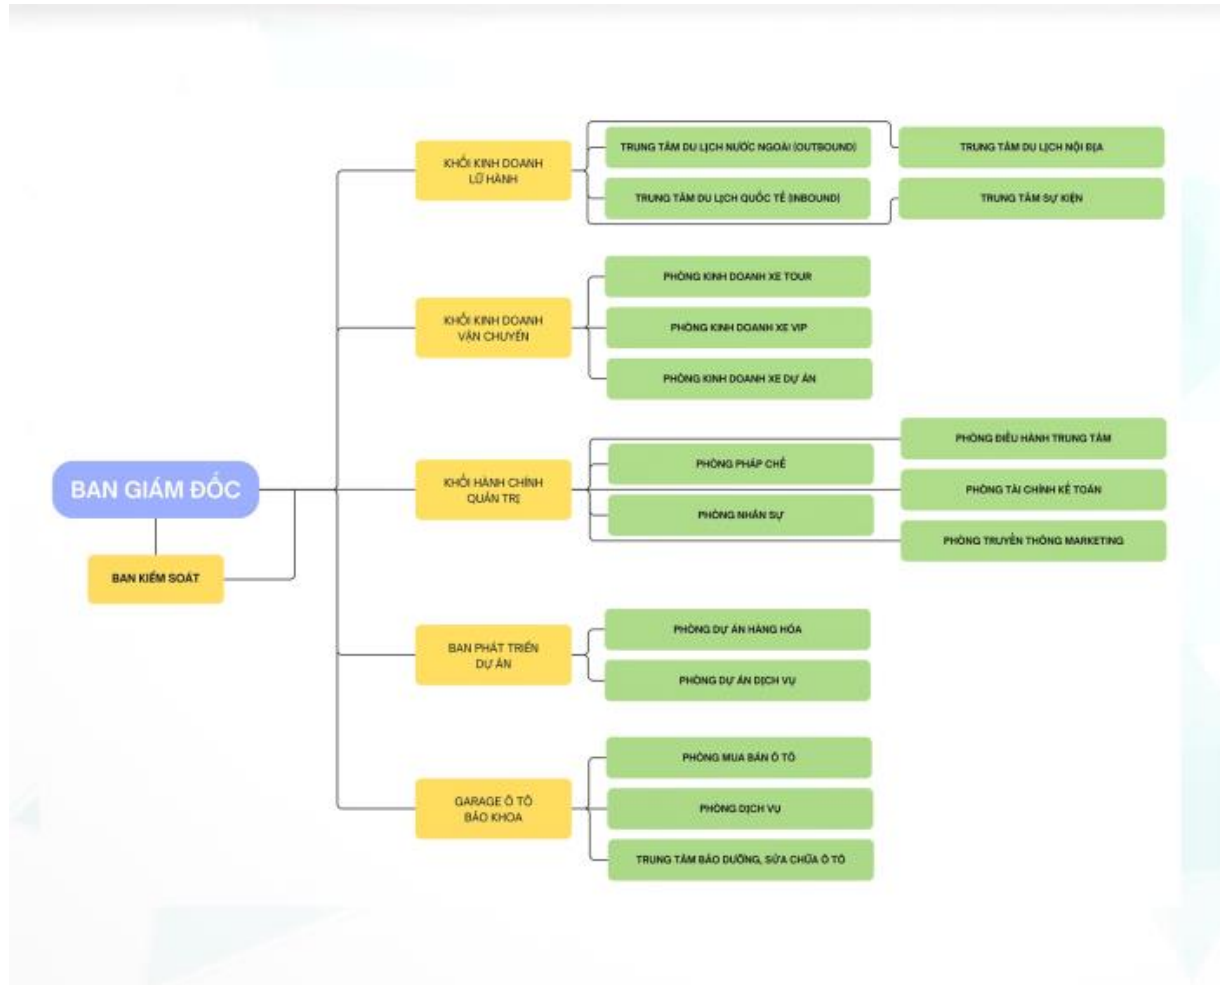 KHỐI KINH DOANH
LỮ HÀNH
TRUNG TÂM DU LỊCH NƯỚC NGOÀI (OUTBOUND)
TRUNG TÂM DU LỊCH NỘI ĐỊA
TRUNG TÂM DU LỊCH QUỐC TẾ (INBOUND)
TRUNG TÂM SỰ KIỆN
KHỐI KINH DOANH
VẬN CHUYỂN
PHÒNG KINH DOANH XE TOUR
PHÒNG KINH DOANH XE VIP
PHÒNG KINH DOANH XE DỰ ÁN
BAN GIÁM ĐỐC
BAN KIỂM SOÁT
KHỐI HÀNH CHÍNH
QUẢN TRỊ
PHÒNG ĐIỀU HÀNH TRUNG TÂM
PHÒNG PHÁP CHẾ
PHÒNG TÀI CHÍNH KẾ TOÁN
PHÒNG NHÂN SỰ
PHÒNG TRUYỀN THÔNG MARKETING
BAN PHÁT TRIỂN
DỰ ÁN
PHÒNG DỰ ÁN HÀNG HÓA
PHÒNG DỰ ÁN DỊCH VỤ
GARAGE Ô TÔ
BẢO KHOA
PHÒNG MUA BÁN Ô TÔ
PHÒNG DỊCH VỤ
TRUNG TÂM BẢO DƯỠNG, SỬA CHỮA Ô TÔ